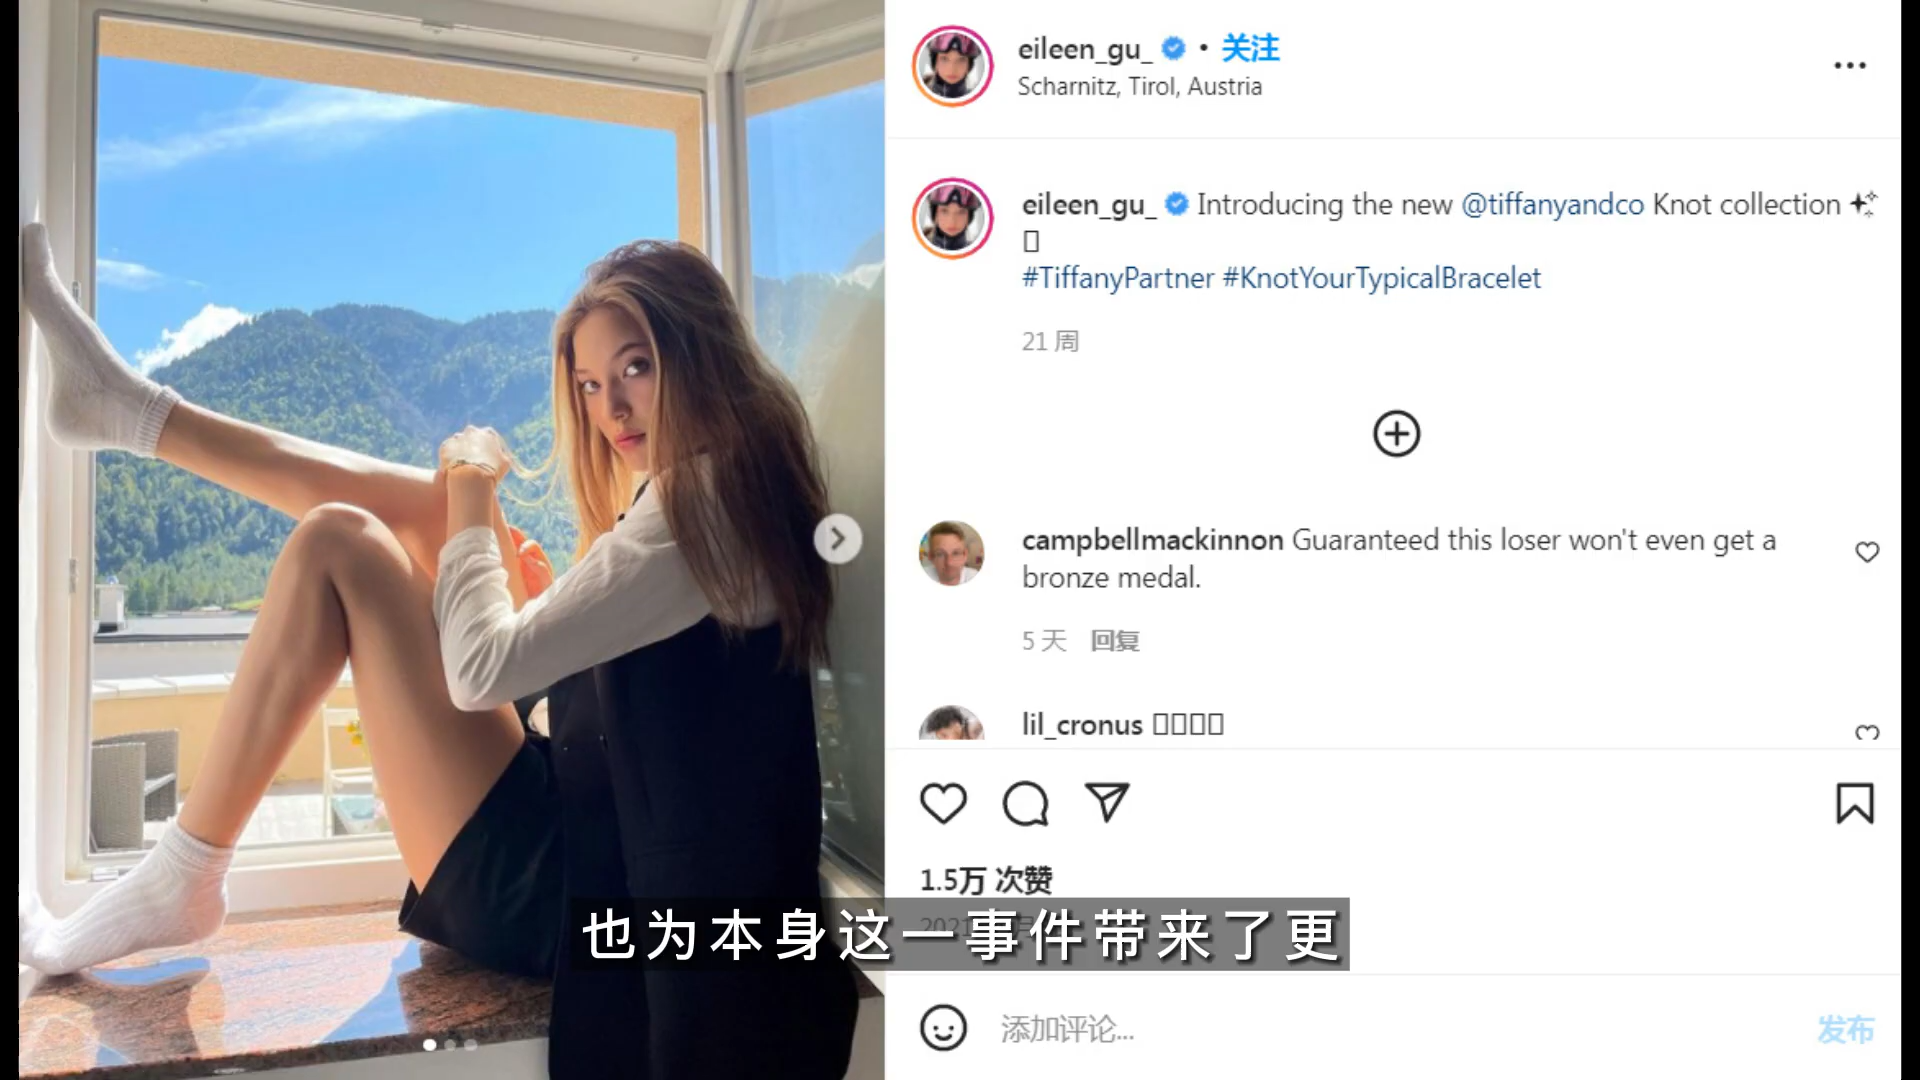 eileen_gu_ • 关注
Scharnitz, Tirol, Austria
eileen_gu_ Introducing the new @tiffanyandco Knot collection ✨
#TiffanyPartner #KnotYourTypicalBracelet
21 周
campbellmackinnon Guaranteed this loser won't even get a
bronze medal.
5 天 回复
lil_cronus
1.5万 次赞
也为本身这一事件带来了更
添加评论... 发布